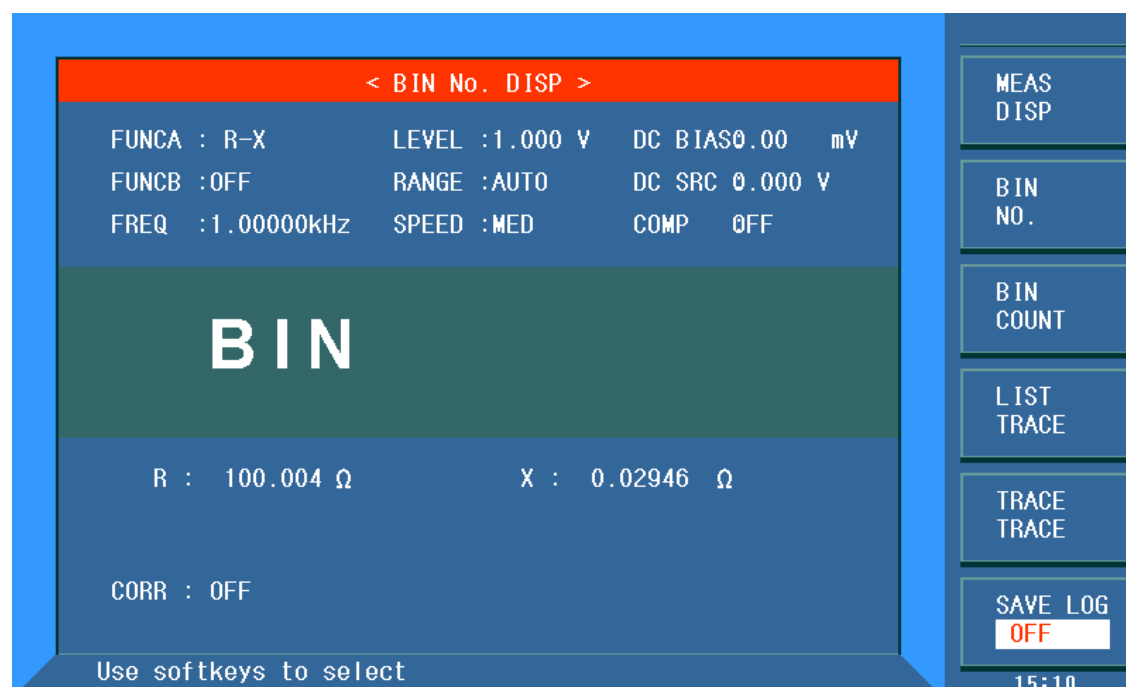 < BIN No. DISP >
FUNCA : R-X LEVEL :1.000 V DC BIAS0.00 mV
FUNCB :OFF RANGE :AUTO DC SRC 0.000 V
FREQ :1.00000kHz SPEED :MED COMP OFF
BIN
R : 100.004 Ω X : 0.02946 Ω
CORR : OFF
Use softkeys to select
MEAS
DISP
BIN
NO.
BIN
COUNT
LIST
TRACE
TRACE
TRACE
SAVE LOG
OFF
15:10